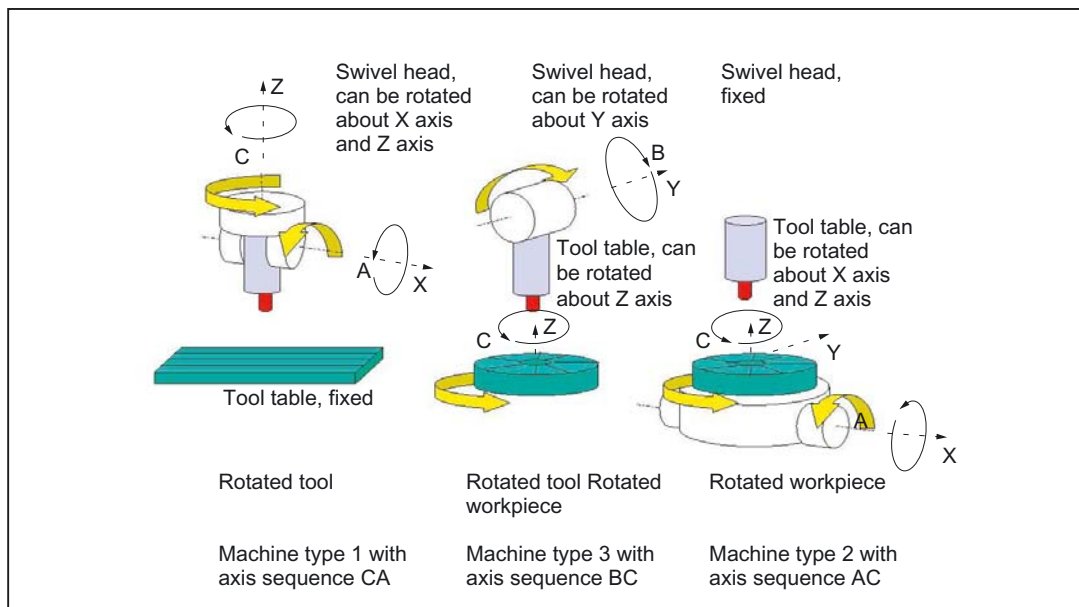 Swivel head,
can be rotated
about X axis
and Z axis
Z
C
A
X
Tool table, fixed
Rotated tool
Machine type 1 with
axis sequence CA
Swivel head,
can be rotated
about Y axis
B
Y
Tool table, can
be rotated
about Z axis
C
Z
Rotated tool Rotated
workpiece
Machine type 3 with
axis sequence BC
Swivel head,
fixed
Tool table, can
be rotated
about X axis
and Z axis
C
Z
Y
A
X
Rotated workpiece
Machine type 2 with
axis sequence AC